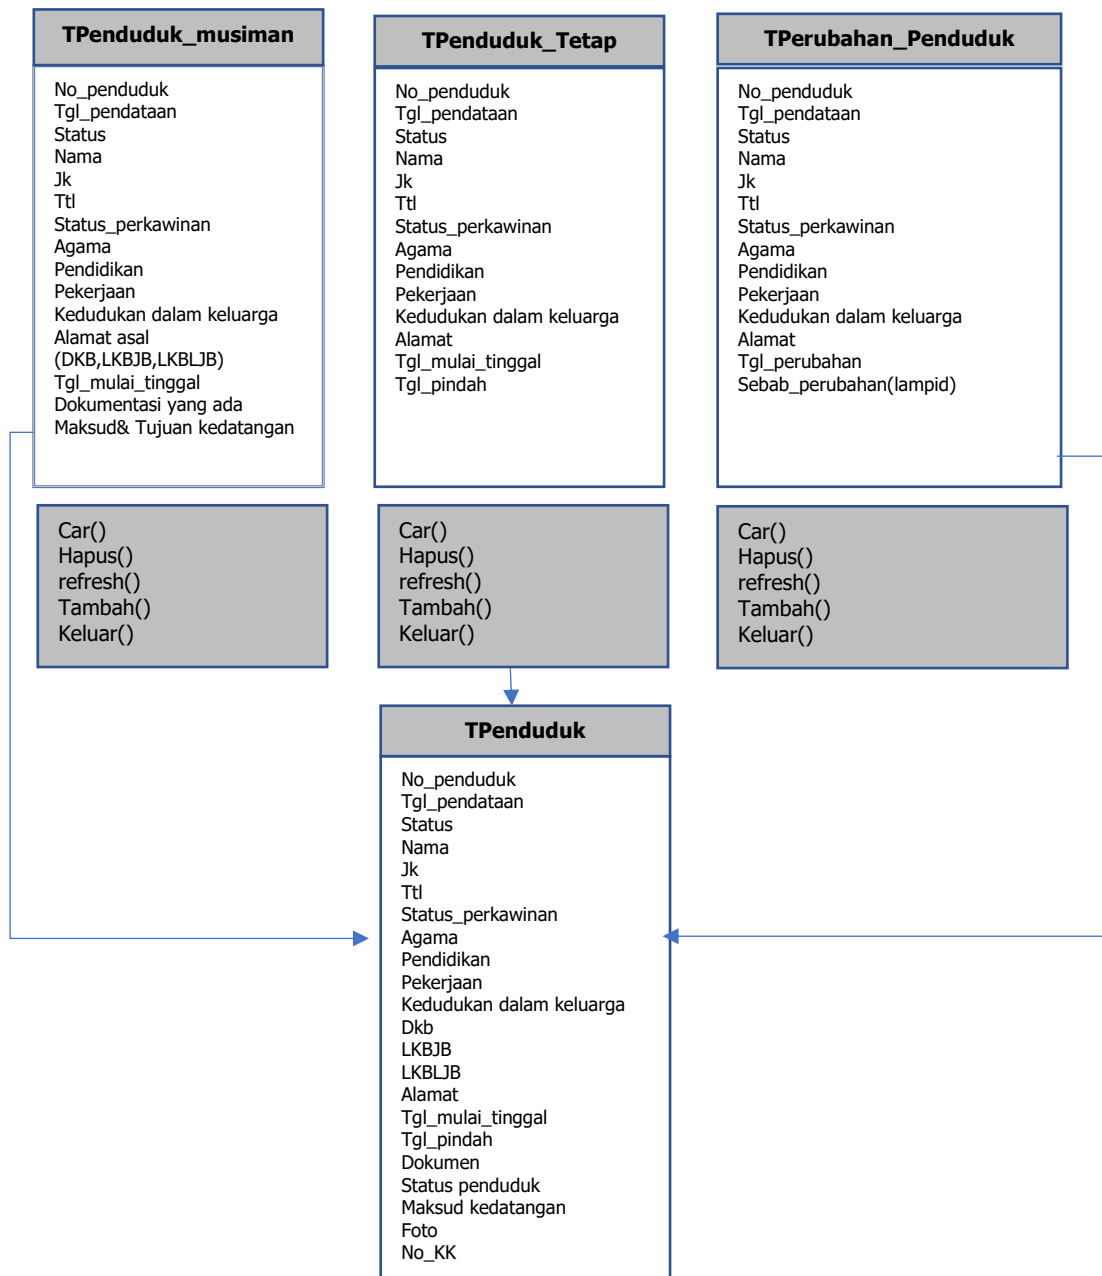 TPenduduk_musiman
No_penduduk
Tgl_pendataan
Status
Nama
Jk
Ttl
Status_perkawinan
Agama
Pendidikan
Pekerjaan
Kedudukan dalam keluarga
Alamat asal
(DKB,LKBJB,LKBLJB)
Tgl_mulai_tinggal
Dokumentasi yang ada
Maksud& Tujuan kedatangan
Car()
Hapus()
refresh()
Tambah()
Keluar()
TPenduduk_Tetap
No_penduduk
Tgl_pendataan
Status
Nama
Jk
Ttl
Status_perkawinan
Agama
Pendidikan
Pekerjaan
Kedudukan dalam keluarga
Alamat
Tgl_mulai_tinggal
Tgl_pindah
Car()
Hapus()
refresh()
Tambah()
Keluar()
TPerubahan_Penduduk
No_penduduk
Tgl_pendataan
Status
Nama
Jk
Ttl
Status_perkawinan
Agama
Pendidikan
Pekerjaan
Kedudukan dalam keluarga
Alamat
Tgl_perubahan
Sebab_perubahan(lampid)
Car()
Hapus()
refresh()
Tambah()
Keluar()
TPenduduk
No_penduduk
Tgl_pendataan
Status
Nama
Jk
Ttl
Status_perkawinan
Agama
Pendidikan
Pekerjaan
Kedudukan dalam keluarga
Dkb
LKBJB
LKBLJB
Alamat
Tgl_mulai_tinggal
Tgl_pindah
Dokumen
Status penduduk
Maksud kedatangan
Foto
No_KK